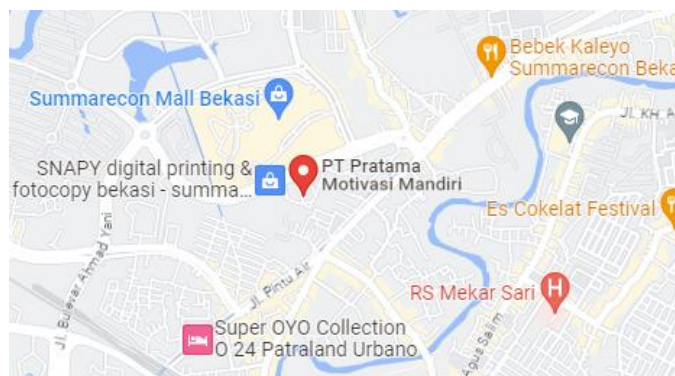 Bebek Kaleyo
Summarecon Beka
Summarecon Mall Bekasi
JL. KH. A
SNAPY digital printing &
fotocopy bekasi - summa...
PT Pratama
Motivasi Mandiri
Es Cokelat Festival
Jl. Bulevar Ahmad Yani
Jl. Pintu Air
RS Mekar Sari
H
Agus Salim
Super OYO Collection
O 24 Patraland Urbano